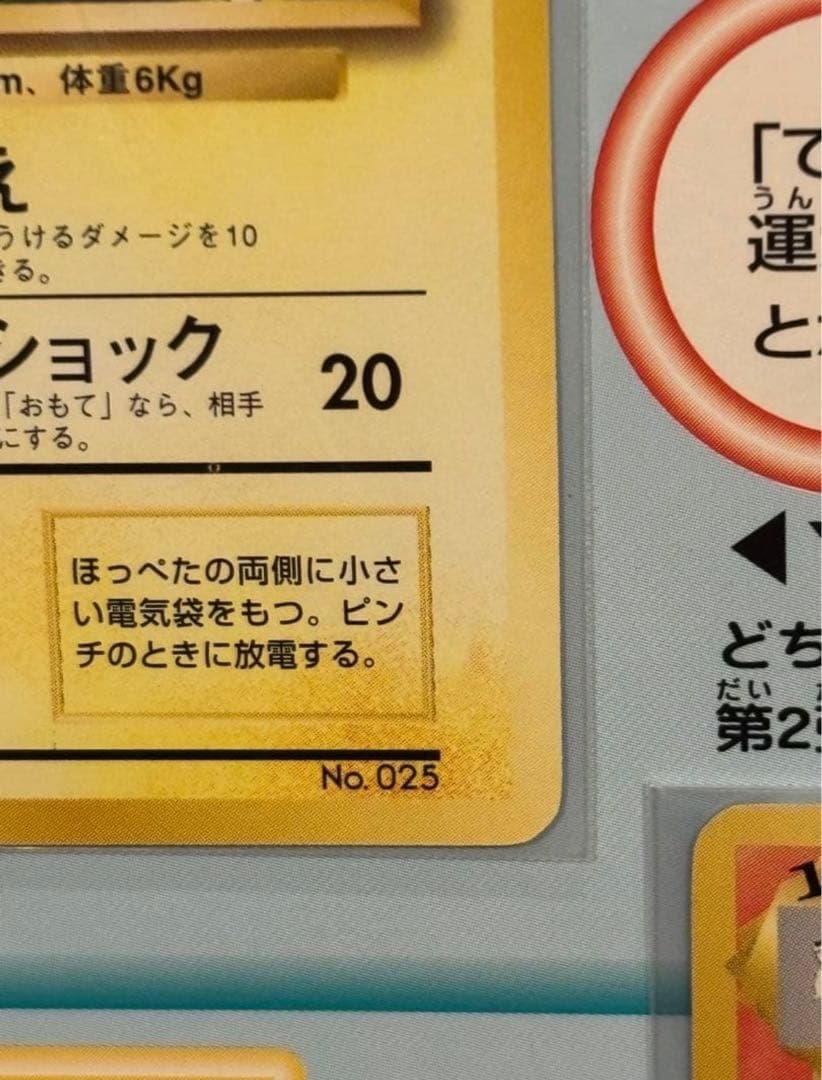 m、体重6Kg
え
うけるダメージを10
きる。
ショック
20
「おもて」なら、相手
にする。
ほっぺたの両側に小さ
い電気袋をもつ。ピン
チのときに放電する。
No. 025
「て
うん
運
と
◀
どち
だい
第2
1